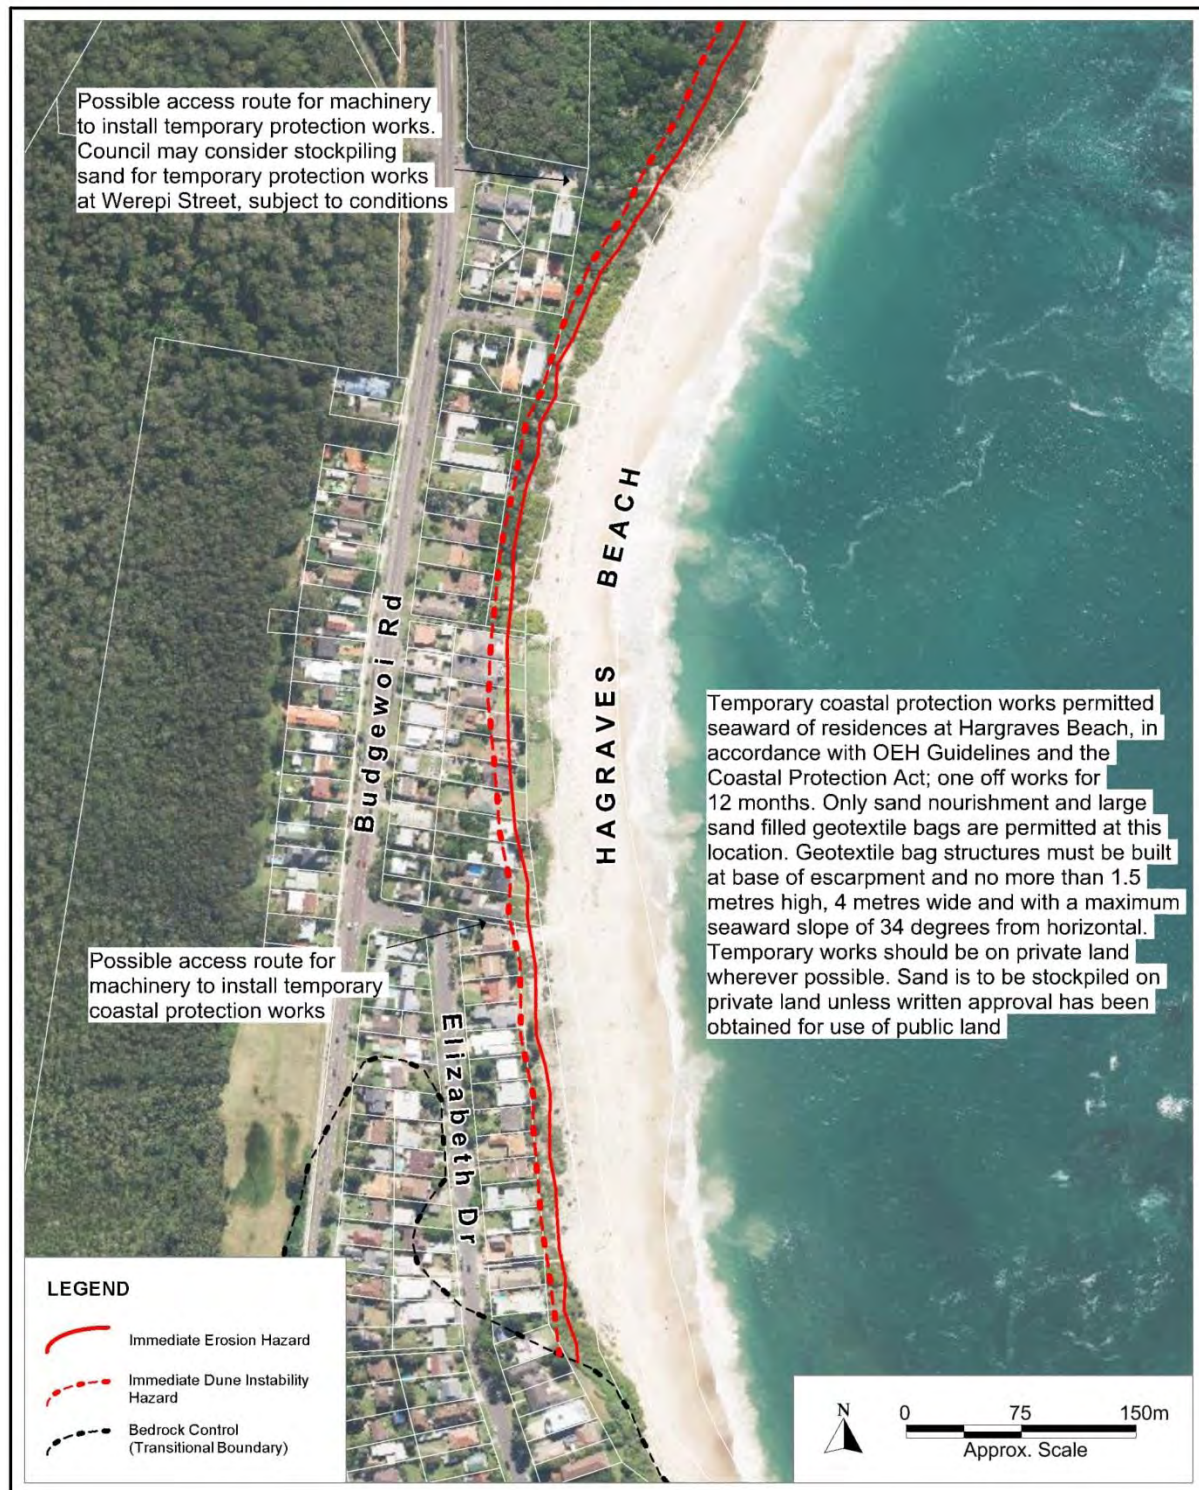 Possible access route for machinery
to install temporary protection works.
Council may consider stockpiling
sand for temporary protection works
at Werepi Street, subject to conditions
HAGRAVES BEACH
Budgewoi Rd
Temporary coastal protection works permitted
seaward of residences at Hargraves Beach, in
accordance with OEH Guidelines and the
Coastal Protection Act; one off works for
12 months. Only sand nourishment and large
sand filled geotextile bags are permitted at this
location. Geotextile bag structures must be built
at base of escarpment and no more than 1.5
metres high, 4 metres wide and with a maximum
seaward slope of 34 degrees from horizontal.
Temporary works should be on private land
wherever possible. Sand is to be stockpiled on
private land unless written approval has been
obtained for use of public land
Possible access route for
machinery to install temporary
coastal protection works
Elizabeth Dr
LEGEND
Immediate Erosion Hazard
Immediate Dune Instability
Hazard
Bedrock Control
(Transitional Boundary)
N
0 75 150m
Approx. Scale